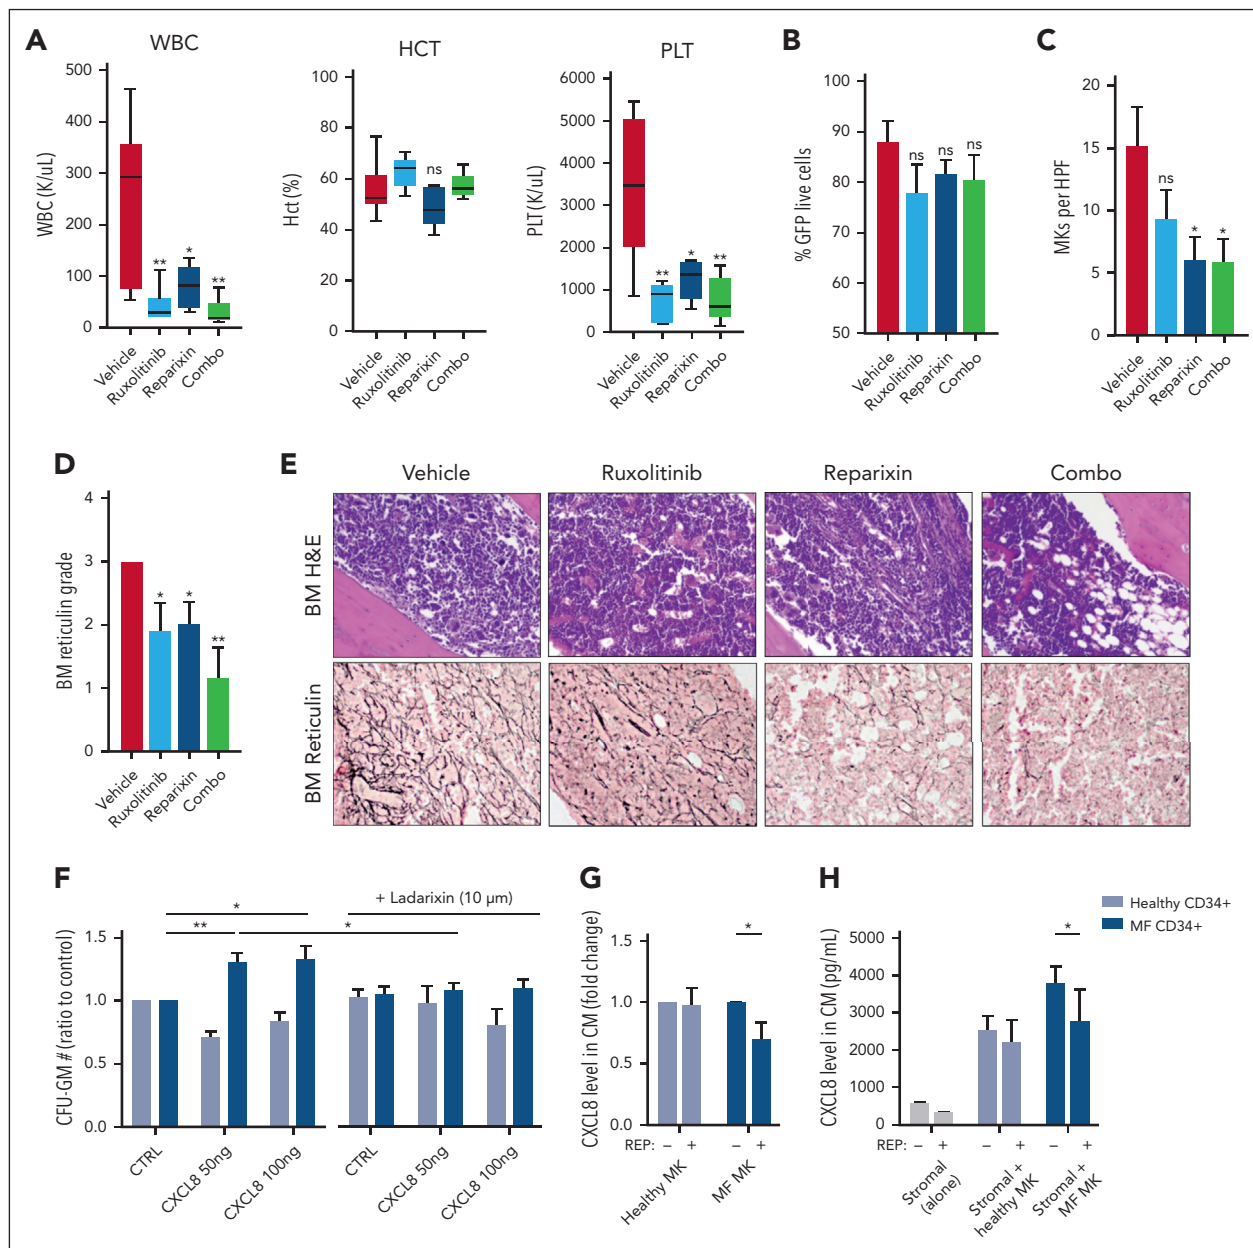 A
WBC
WBC (K/uL)
500
400
300
200
100
0
**
*
**
Vehicle
Ruxolitinib
Reparixin
Combo
HCT
Hct (%)
100
80
60
40
20
0
ns
Vehicle
Ruxolitinib
Reparixin
Combo
PLT
PLT(K/uL)
6000
5000
4000
3000
2000
1000
0
**
*
**
Vehicle
Ruxolitinib
Reparixin
Combo
B
% GFP live cells
100
90
80
70
60
50
ns
ns
ns
Vehicle
Ruxolitinib
Reparixin
Combo
C
MKs per HPF
20
15
10
5
0
ns
*
*
Vehicle
Ruxolitinib
Reparixin
Combo
D
BM reticulin grade
4
3
2
1
0
*
*
**
Vehicle
Ruxolitinib
Reparixin
Combo
E
Vehicle
Ruxolitinib
Reparixin
Combo
BM H&E
BM Reticulin
F
CFU-GM # (ratio to control)
1.5
1.0
0.5
0.0
*
**
*
+ Ladarixin (10 μm)
CTRL
CXCL8 50ng
CXCL8 100ng
CTRL
CXCL8 50ng
CXCL8 100ng
G
CXCL8 level in CM (fold change)
1.5
1.0
0.5
0.0
*
REP: − + − +
Healthy MK
MF MK
H
Healthy CD34+
MF CD34+
CXCL8 level in CM (pg/mL)
5000
4000
3000
2000
1000
0
*
REP: − + − + − +
Stromal
(alone)
Stromal +
healthy MK
Stromal +
MF MK